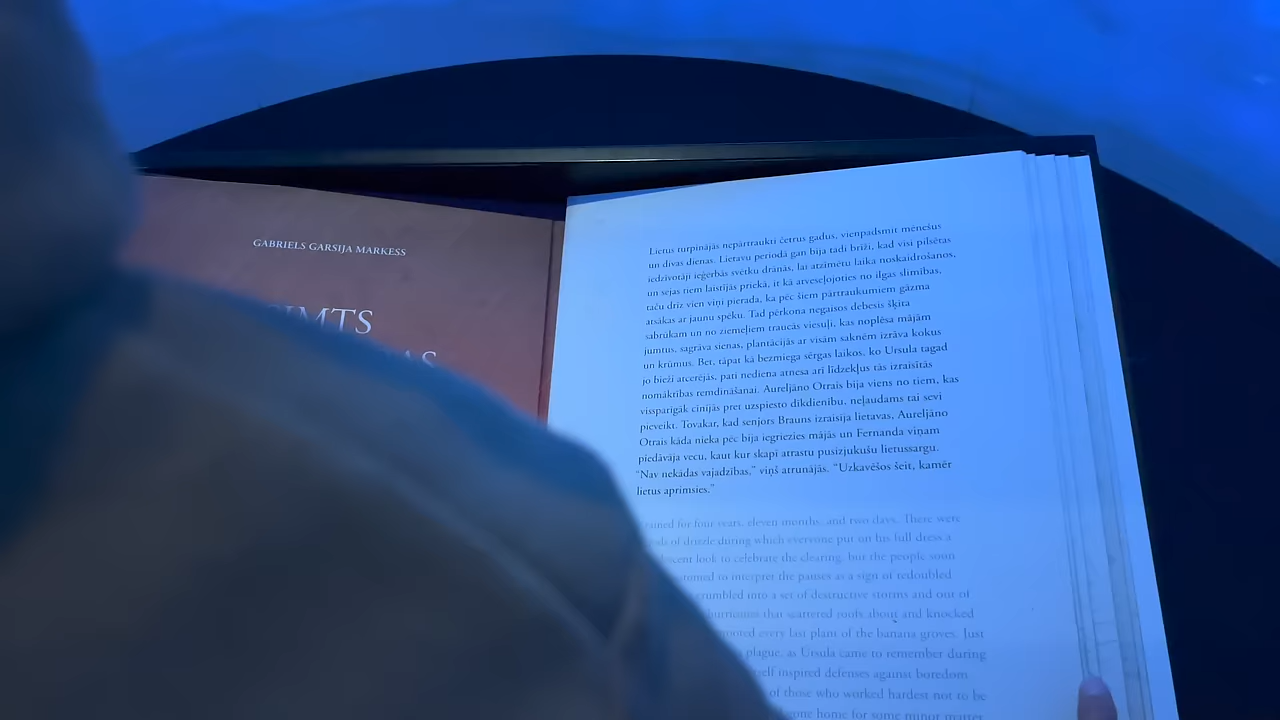 GABRIELS GARSIJA MARKESS
SIMTS
Lietus turpinājās nepārtraukti četrus gadus, vienpadsmit mēnešus
un divas dienas. Lietavu periodā gan bija tādi brīži, kad visi pilsētas
iedzīvotāji ieģērbās svētku drānās, lai atzīmētu laika noskaidrošanos,
un sejas tiem laistījās priekā, it kā atveseļojoties no ilgas slimības,
taču drīz vien viņi pierada, ka pēc šiem pārtraukumiem gāzma
atsākas ar jaunu spēku. Tad pērkona negaisos debesis šķita
sabrūkam un no ziemeļiem traucās viesuļi, kas noplēsa mājām
jumtus, sagrāva sienas, plantācijās ar visām saknēm izrāva kokus
un krūmus. Bet, tāpat kā bezmiega sērgas laikos, ko Ursula tagad
jo bieži atcerējās, pati nediena atnesa arī līdzekļus tās izraisītās
nomāktības remdināšanai. Aureljāno Otrais bija viens no tiem, kas
vissparīgāk cīnījās pret uzspiesto dīkdienību, neļaudams tai sevi
pieveikt. Tovakar, kad senjors Brauns izraisīja lietavas, Aureljāno
Otrais kāda nieka pēc bija iegriezies mājās un Fernanda viņam
piedāvāja vecu, kaut kur skapī atrastu pusizjukušu lietussargu.
“Nav nekādas vajadzības,” viņš atrunājās. “Uzkavēšos šeit, kamēr
lietus aprimsies.”
for four years, eleven months, and two days. There were
of drizzle during which everyone put on his full dress a
look to celebrate the clearing, but the people soon
to interpret the pauses as a sign of redoubled
crumbled into a set of destructive storms and out of
hurricanes that scattered roofs about and knocked
every last plant of the banana groves. Just
plague, as Ursula came to remember during
inspired defenses against boredom
of those who worked hardest not to be
gone home for some minor matter